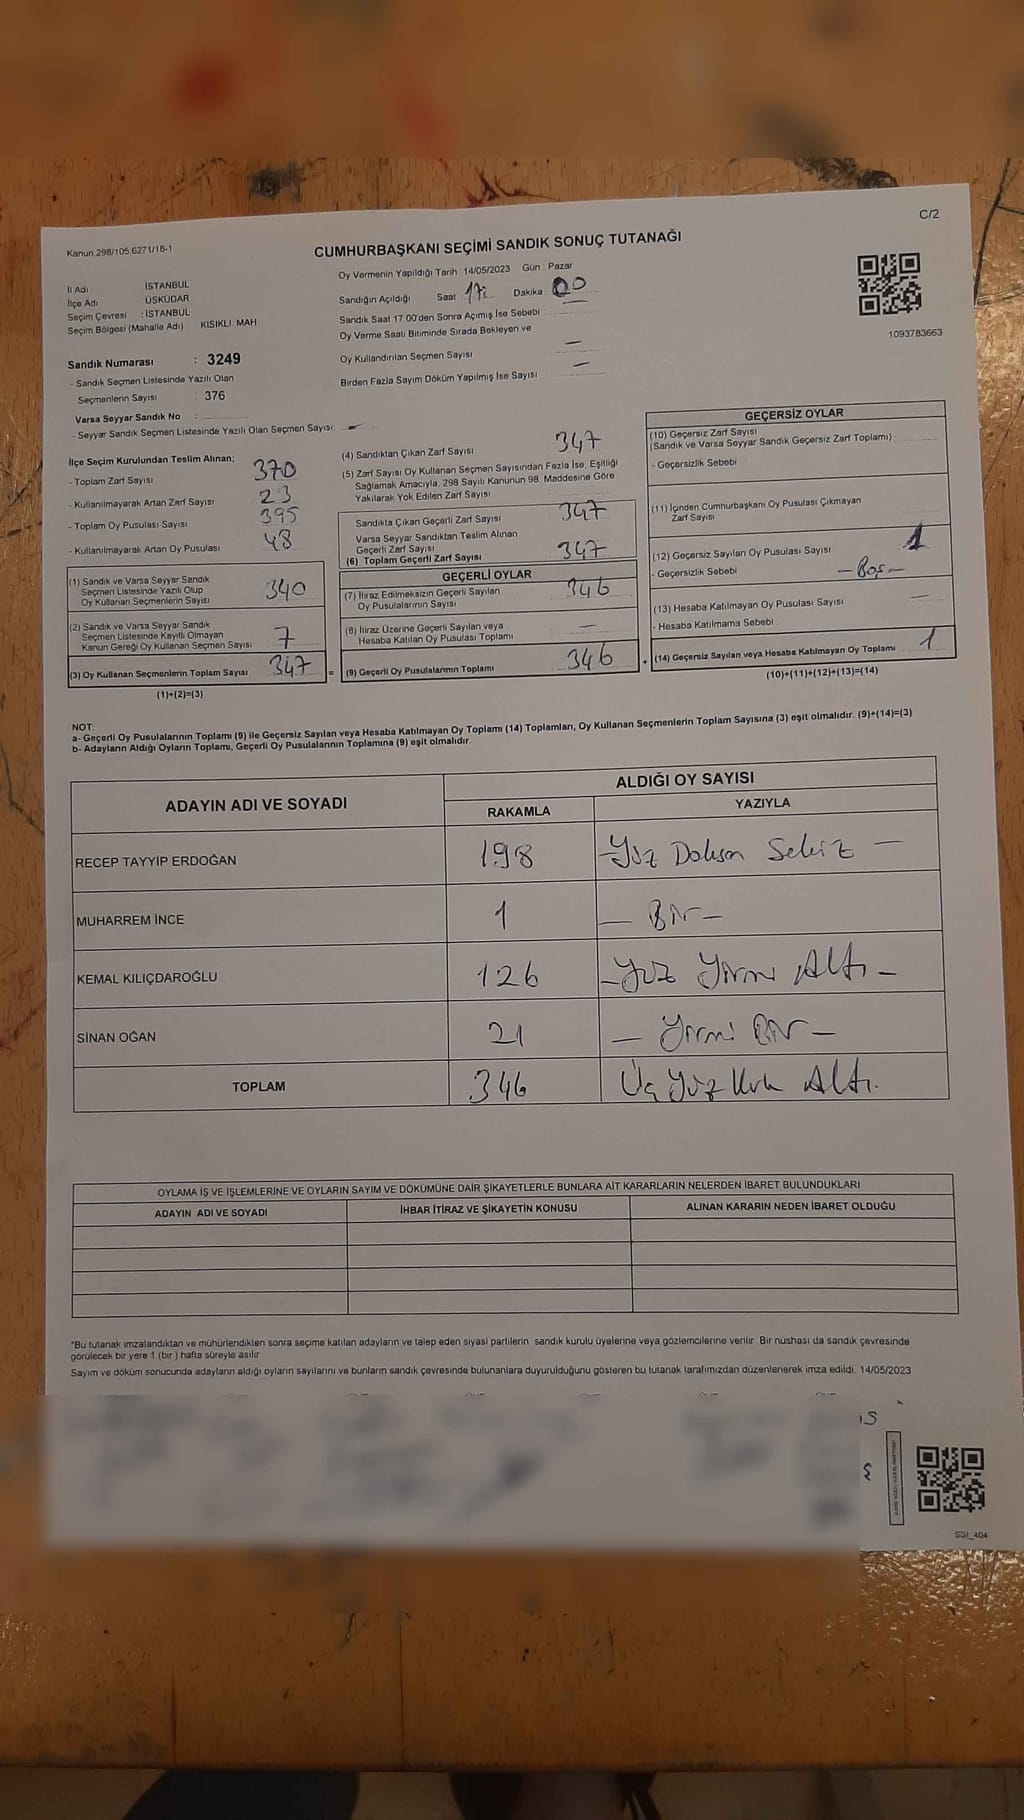 C/2
Kanun 298/105,6271/18-1
CUMHURBAŞKANI SEÇİMİ SANDIK SONUÇ TUTANAĞI
İl Adı İSTANBUL
İlçe Adı ÜSKÜDAR
Seçim Çevresi : İSTANBUL
Seçim Bölgesi (Mahalle Adı) KISIKLI MAH
Sandık Numarası : 3249
- Sandık Seçmen Listesinde Yazılı Olan
Seçmenlerin Sayısı : 376
Varsa Seyyar Sandık No :
- Seyyar Sandık Seçmen Listesinde Yazılı Olan Seçmen Sayısı: -
Oy Vermenin Yapıldığı Tarih : 14/05/2023 Gün : Pazar
Sandığın Açıldığı Saat 17: Dakika 00
Sandık Saat 17:00'den Sonra Açımış İse Sebebi
Oy Verme Saati Bitiminde Sırada Bekleyen ve
Oy Kullandırılan Seçmen Sayısı —
Birden Fazla Sayım Döküm Yapılmış İse Sayısı : —
1093783663
İlçe Seçim Kurulundan Teslim Alınan;
- Toplam Zarf Sayısı 370
- Kullanılmayarak Artan Zarf Sayısı 23
- Toplam Oy Pusulası Sayısı 395
- Kullanılmayarak Artan Oy Pusulası 48
(1) Sandık ve Varsa Seyyar Sandık
Seçmen Listesinde Yazılı Olup
Oy Kullanan Seçmenlerin Sayısı 340
(2) Sandık ve Varsa Seyyar Sandık
Seçmen Listesinde Kayıtlı Olmayan
Kanun Gereği Oy Kullanan Seçmen Sayısı 7
(3) Oy Kullanan Seçmenlerin Toplam Sayısı 347 =
(1)+(2)=(3)
(4) Sandıktan Çıkan Zarf Sayısı 347
(5) Zarf Sayısı Oy Kullanan Seçmen Sayısından Fazla İse, Eşitliği
Sağlamak Amacıyla, 298 Sayılı Kanunun 98. Maddesine Göre
Yakılarak Yok Edilen Zarf Sayısı
Sandıkta Çıkan Geçerli Zarf Sayısı 347
Varsa Seyyar Sandıktan Teslim Alınan
Geçerli Zarf Sayısı
(6) Toplam Geçerli Zarf Sayısı 347
GEÇERLİ OYLAR
(7) İtiraz Edilmeksizin Geçerli Sayılan
Oy Pusulalarının Sayısı 346
(8) İtiraz Üzerine Geçerli Sayılan veya
Hesaba Katılan Oy Pusulası Toplamı —
(9) Geçerli Oy Pusulalarının Toplamı 346 +
GEÇERSİZ OYLAR
(10) Geçersiz Zarf Sayısı
(Sandık ve Varsa Seyyar Sandık Geçersiz Zarf Toplamı)
- Geçersizlik Sebebi
(11) İçinden Cumhurbaşkanı Oy Pusulası Çıkmayan
Zarf Sayısı
(12) Geçersiz Sayılan Oy Pusulası Sayısı 1
- Geçersizlik Sebebi — Boş —
(13) Hesaba Katılmayan Oy Pusulası Sayısı —
- Hesaba Katılmama Sebebi
(14) Geçersiz Sayılan veya Hesaba Katılmayan Oy Toplamı 1
(10)+(11)+(12)+(13)=(14)
NOT:
a- Geçerli Oy Pusulalarının Toplamı (9) ile Geçersiz Sayılan veya Hesaba Katılmayan Oy Toplamı (14) Toplamları, Oy Kullanan Seçmenlerin Toplam Sayısına (3) eşit olmalıdır. (9)+(14)=(3)
b- Adayların Aldığı Oyların Toplamı, Geçerli Oy Pusulalarının Toplamına (9) eşit olmalıdır.
ADAYIN ADI VE SOYADI
ALDIĞI OY SAYISI
RAKAMLA YAZIYLA
RECEP TAYYİP ERDOĞAN 198 — Yüz Doksan Sekiz —
MUHARREM İNCE 1 — Bir —
KEMAL KILIÇDAROĞLU 126 — Yüz Yirmi Altı —
SİNAN OĞAN 21 — Yirmi Bir —
TOPLAM 346 Üç Yüz Kırk Altı.
OYLAMA İŞ VE İŞLEMLERİNE VE OYLARIN SAYIM VE DÖKÜMÜNE DAİR ŞİKAYETLERLE BUNLARA AİT KARARLARIN NELERDEN İBARET BULUNDUKLARI
ADAYIN ADI VE SOYADI İHBAR İTİRAZ VE ŞİKAYETİN KONUSU ALINAN KARARIN NEDEN İBARET OLDUĞU
*Bu tutanak imzalandıktan ve mühürlendikten sonra seçime katılan adayların ve talep eden siyasi partilerin sandık kurulu üyelerine veya gözlemcilerine verilir. Bir nüshası da sandık çevresinde
görülecek bir yere 1 (bir) hafta süreyle asılır.
Sayım ve döküm sonucunda adayların aldığı oyların sayılarını ve bunların sandık çevresinde bulunanlara duyurulduğunu gösteren bu tutanak tarafımızdan düzenlenerek imza edildi. 14/05/2023
SSI_404